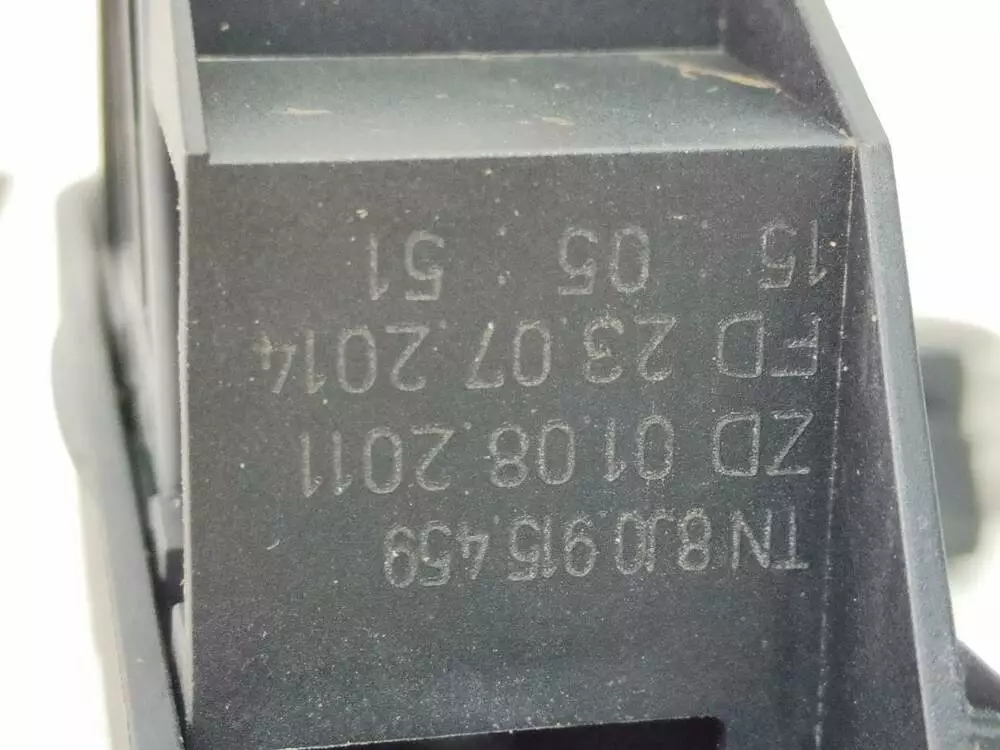 TN 8J0.915.459
ZD 01.08.2011
FD 23.07.2014
15 : 05 : 51